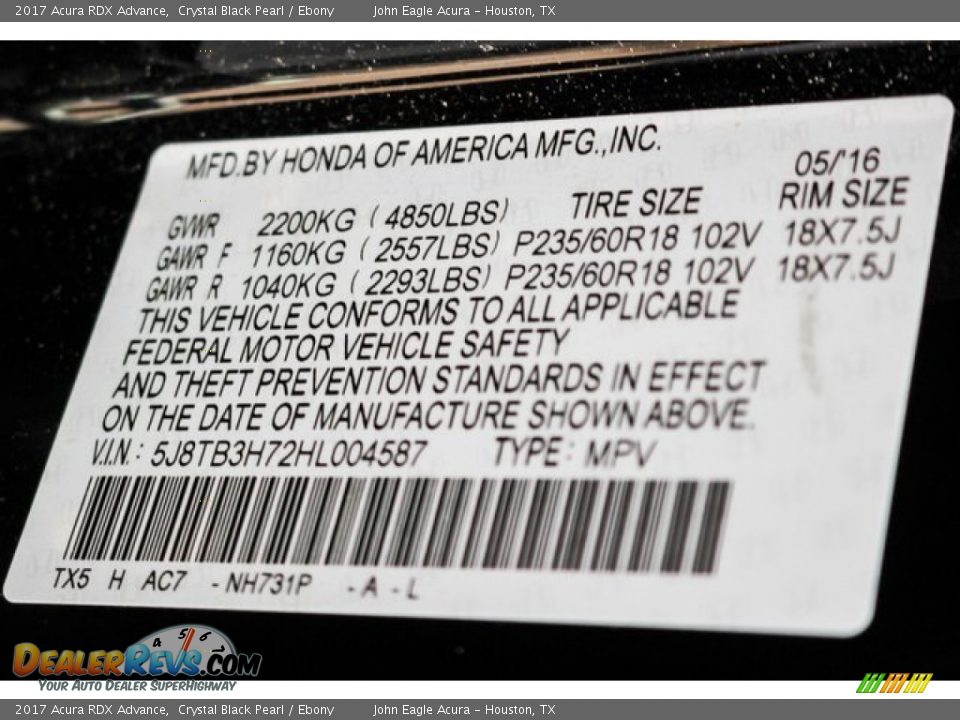 2017 Acura RDX Advance, Crystal Black Pearl / Ebony John Eagle Acura - Houston, TX
MFD.BY HONDA OF AMERICA MFG.,INC.
05/'16
GVWR 2200KG ( 4850LBS) TIRE SIZE RIM SIZE
GAWR F 1160KG ( 2557LBS) P235/60R18 102V 18X7.5J
GAWR R 1040KG ( 2293LBS) P235/60R18 102V 18X7.5J
THIS VEHICLE CONFORMS TO ALL APPLICABLE
FEDERAL MOTOR VEHICLE SAFETY
AND THEFT PREVENTION STANDARDS IN EFFECT
ON THE DATE OF MANUFACTURE SHOWN ABOVE.
V.I.N.: 5J8TB3H72HL004587 TYPE: MPV
TX5 H AC7 -NH731P -A -L
4 5 6
DEALERREVS.COM
YOUR AUTO DEALER SUPERHIGHWAY
2017 Acura RDX Advance, Crystal Black Pearl / Ebony John Eagle Acura - Houston, TX